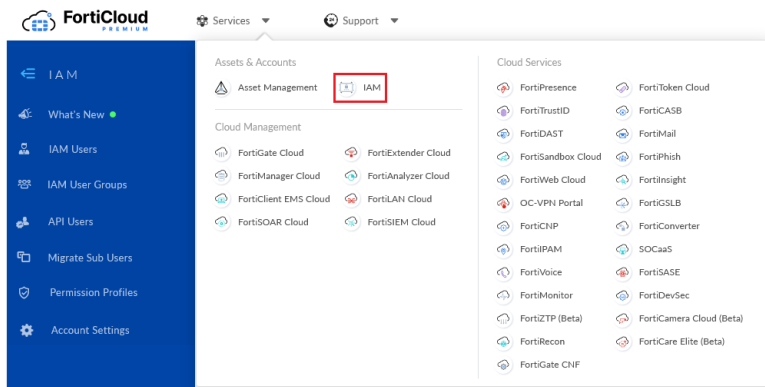 FortiCloud
PREMIUM
Services
Support
IAM
What's New
IAM Users
IAM User Groups
API Users
Migrate Sub Users
Permission Profiles
Account Settings
Assets & Accounts
Asset Management
IAM
Cloud Management
FortiGate Cloud
FortiExtender Cloud
FortiManager Cloud
FortiAnalyzer Cloud
FortiClient EMS Cloud
FortiLAN Cloud
FortiSOAR Cloud
FortiSIEM Cloud
Cloud Services
FortiPresence
FortiToken Cloud
FortiTrustID
FortiCASB
FortiDAST
FortiMail
FortiSandbox Cloud
FortiPhish
FortiWeb Cloud
FortiInsight
OC-VPN Portal
FortiGSLB
FortiCNP
FortiConverter
FortiIPAM
SOCaaS
FortiVoice
FortiSASE
FortiMonitor
FortiDevSec
FortiZTP (Beta)
FortiCamera Cloud (Beta)
FortiRecon
FortiCare Elite (Beta)
FortiGate CNF